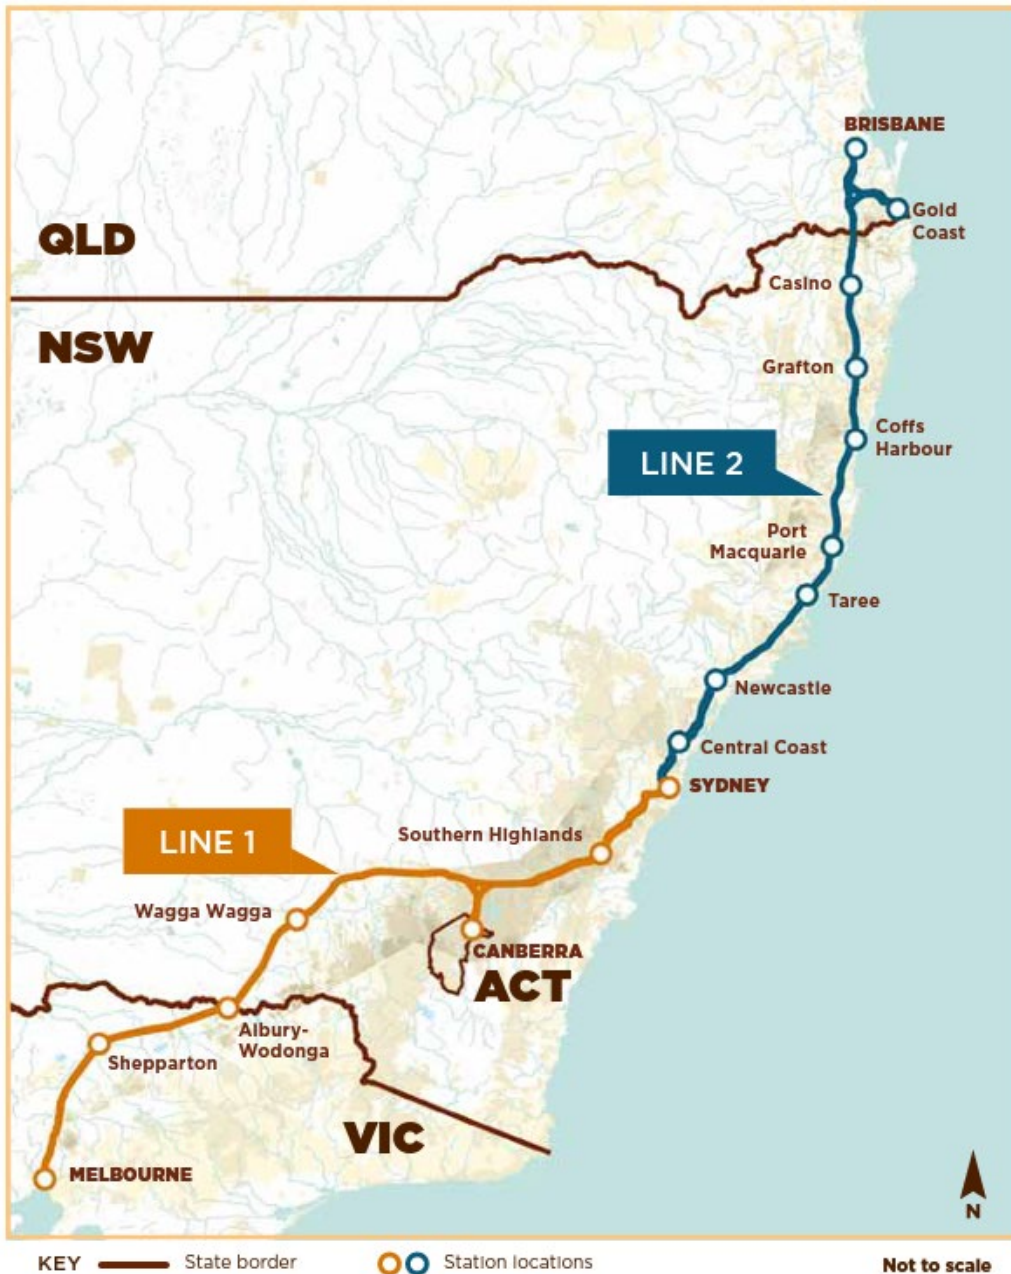 BRISBANE
Gold
Coast
QLD
Casino
NSW
Grafton
Coffs
Harbour
LINE 2
Port
Macquarie
Taree
Newcastle
Central Coast
SYDNEY
LINE 1
Southern Highlands
Wagga Wagga
CANBERRA
ACT
Albury-
Wodonga
Shepparton
VIC
MELBOURNE
N
KEY State border Station locations Not to scale